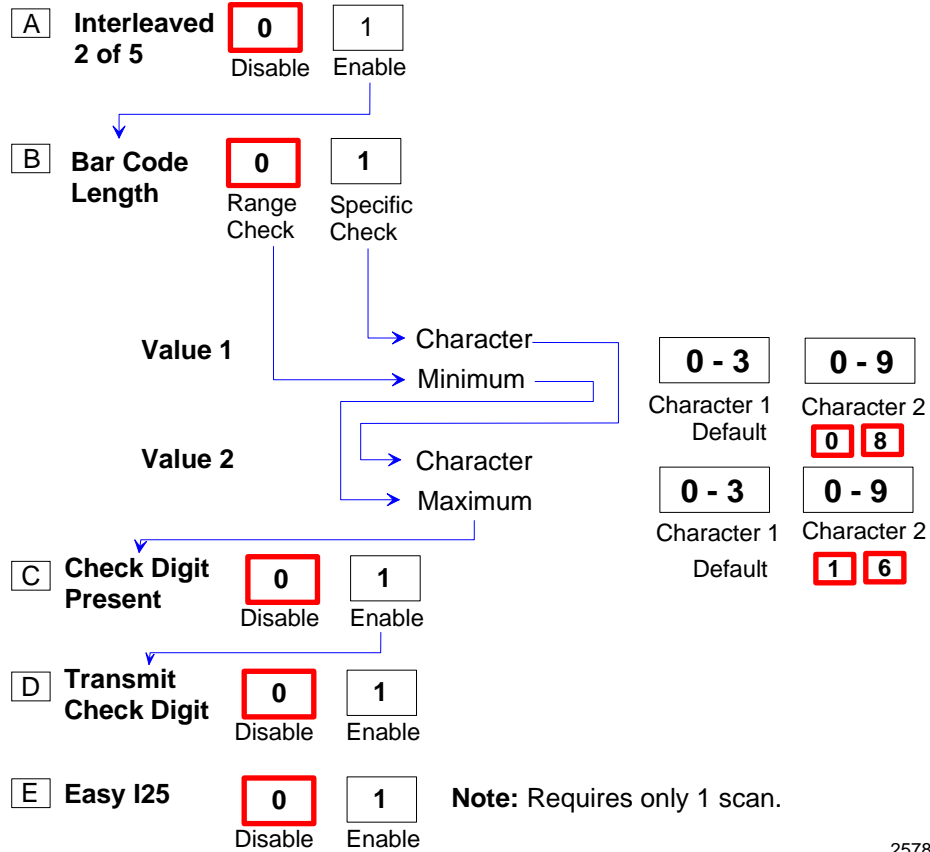 A Interleaved 2 of 5 0 1
Disable Enable
B Bar Code Length 0 1
Range Check Specific Check
Value 1 Character
Minimum
0 - 3 0 - 9
Character 1 Character 2
Default 0 8
Value 2 Character
Maximum
0 - 3 0 - 9
Character 1 Character 2
Default 1 6
C Check Digit Present 0 1
Disable Enable
D Transmit Check Digit 0 1
Disable Enable
E Easy I25 0 1 Note: Requires only 1 scan.
Disable Enable
2578